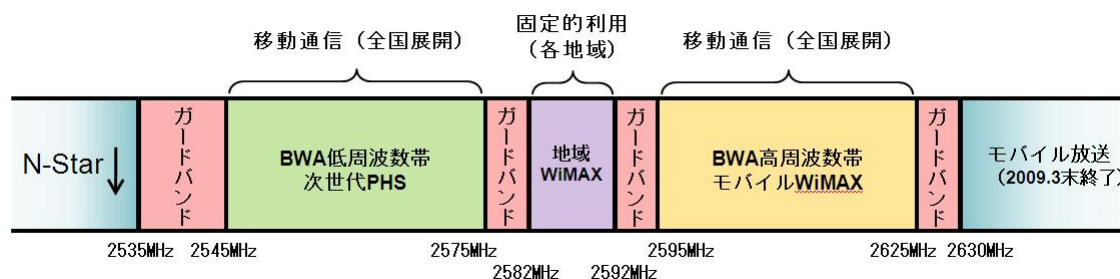 移動通信（全国展開）
固定的利用
（各地域）
移動通信（全国展開）
N-Star↓
ガードバンド
BWA低周波数帯
次世代PHS
ガードバンド
地域
WiMAX
ガードバンド
BWA高周波数帯
モバイルWiMAX
ガードバンド
モバイル放送
（2009.3末終了）
2535MHz
2545MHz
2575MHz
2582MHz
2592MHz
2595MHz
2625MHz
2630MHz